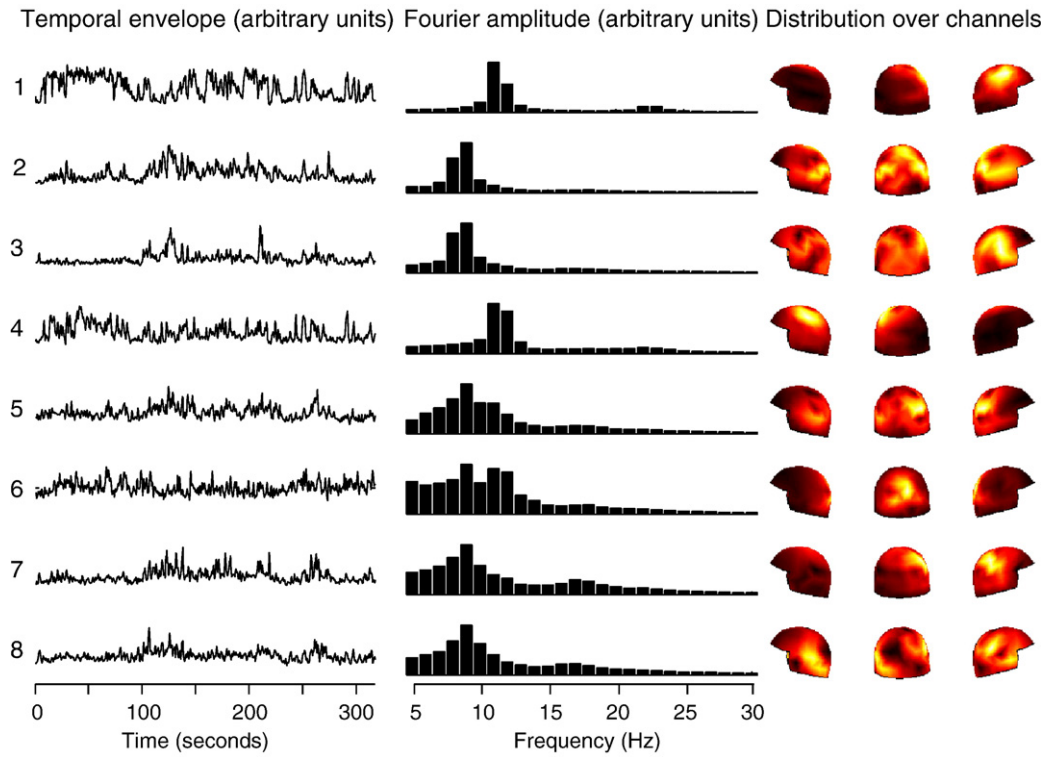 Temporal envelope (arbitrary units) Fourier amplitude (arbitrary units) Distribution over channels
1
2
3
4
5
6
7
8
0 100 200 300 5 10 15 20 25 30
Time (seconds) Frequency (Hz)